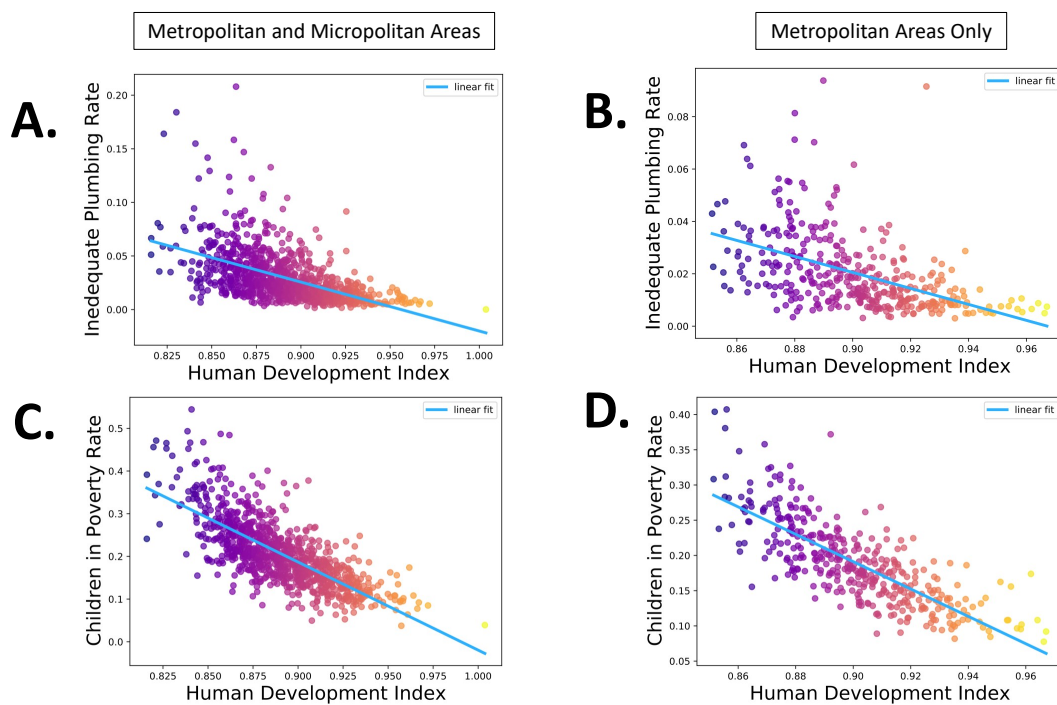 Metropolitan and Micropolitan Areas
Metropolitan Areas Only
A.
linear fit
Inedequate Plumbing Rate
0.20
0.15
0.10
0.05
0.00
0.825 0.850 0.875 0.900 0.925 0.950 0.975 1.000
Human Development Index
B.
linear fit
Inedequate Plumbing Rate
0.08
0.06
0.04
0.02
0.00
0.86 0.88 0.90 0.92 0.94 0.96
Human Development Index
C.
linear fit
Children in Poverty Rate
0.5
0.4
0.3
0.2
0.1
0.0
0.825 0.850 0.875 0.900 0.925 0.950 0.975 1.000
Human Development Index
D.
linear fit
Children in Poverty Rate
0.40
0.35
0.30
0.25
0.20
0.15
0.10
0.05
0.86 0.88 0.90 0.92 0.94 0.96
Human Development Index